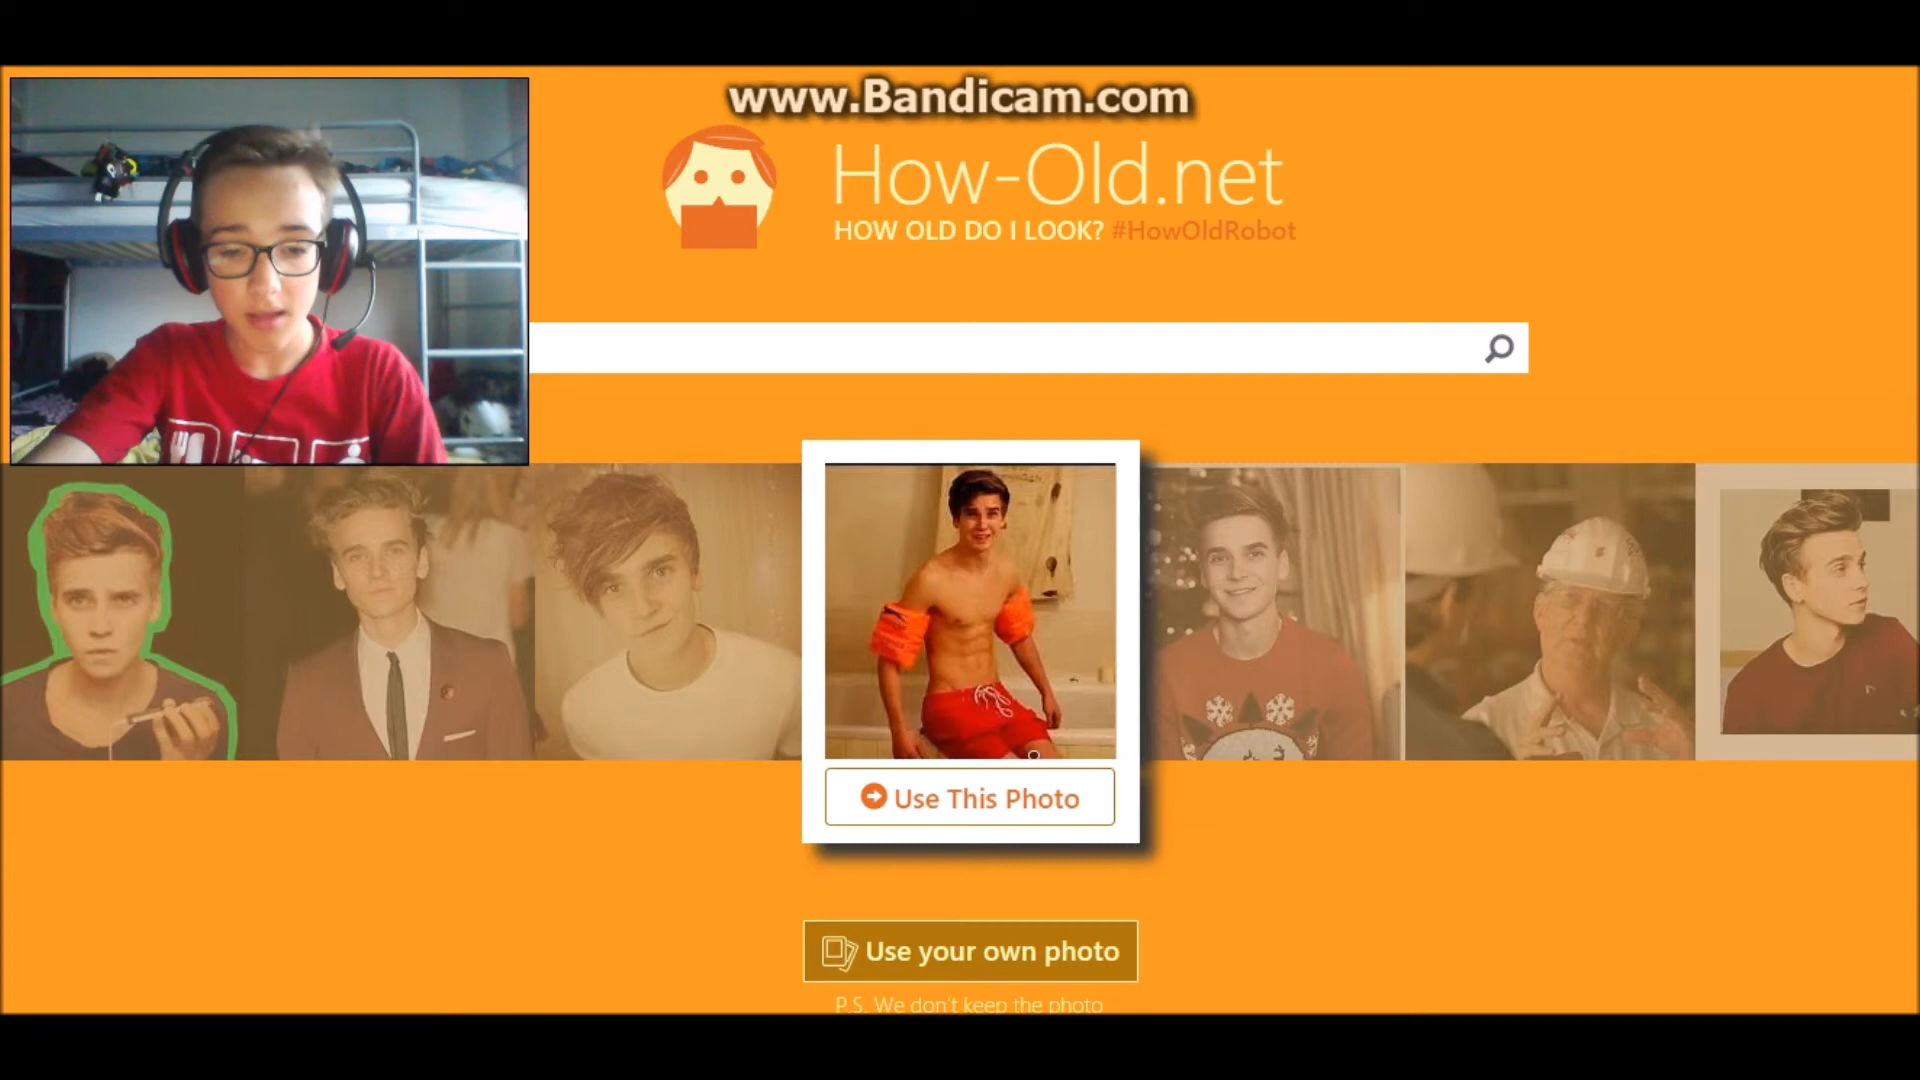 www.Bandicam.com
How-Old.net
HOW OLD DO I LOOK? #HowOldRobot
Use This Photo
Use your own photo
P.S. We don't keep the photo